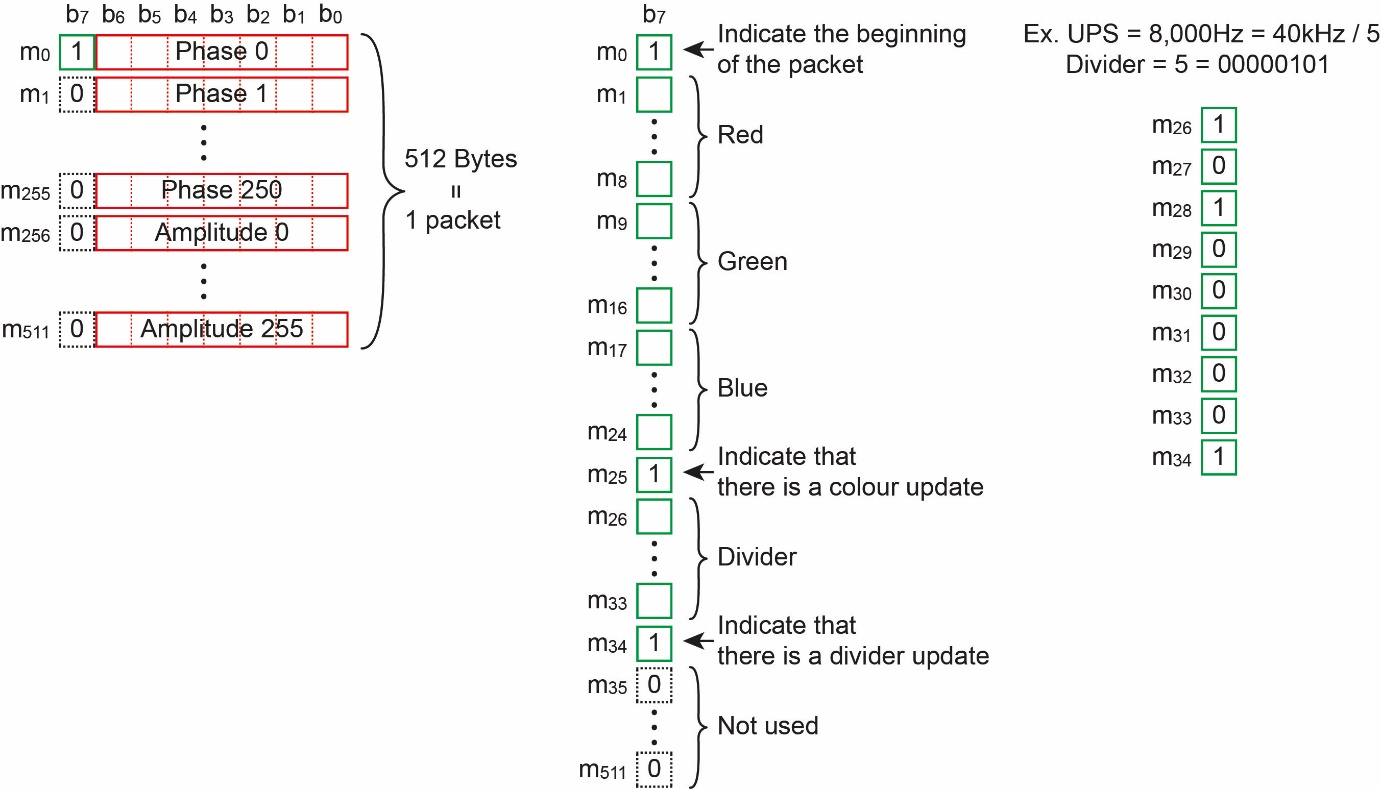 b7 b6 b5 b4 b3 b2 b1 b0
m0 1 Phase 0
m1 0 Phase 1
m255 0 Phase 250
m256 0 Amplitude 0
m511 0 Amplitude 255
512 Bytes
=
1 packet
b7
m0 1
Indicate the beginning
of the packet
m1
Red
m8
m9
Green
m16
m17
Blue
m24
m25 1
Indicate that
there is a colour update
m26
Divider
m33
m34 1
Indicate that
there is a divider update
m35 0
Not used
m511 0
Ex. UPS = 8,000Hz = 40kHz / 5
Divider = 5 = 00000101
m26 1
m27 0
m28 1
m29 0
m30 0
m31 0
m32 0
m33 0
m34 1